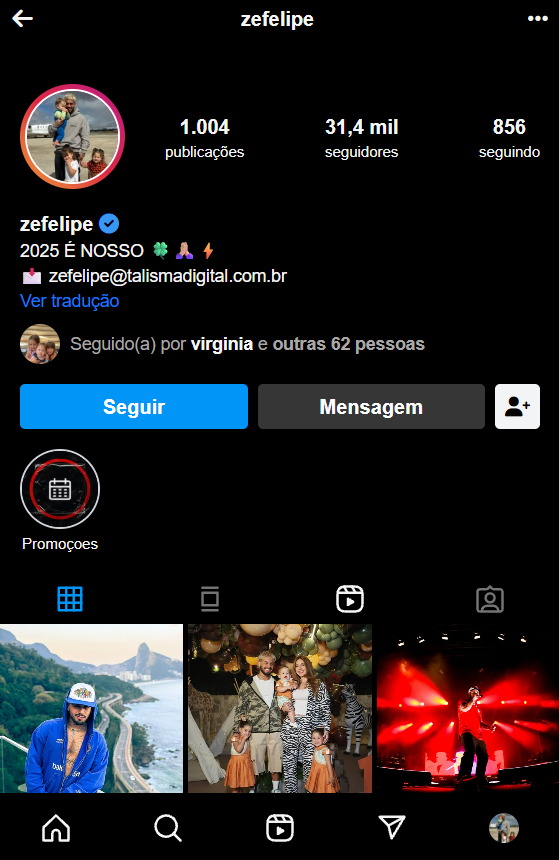 zefelipe
1.004
publicações
31,4 mil
seguidores
856
seguindo
zefelipe
2025 É NOSSO 🍀🙏🏼⚡
📩 zefelipe@talismadigital.com.br
Ver tradução
Seguido(a) por virginia e outras 62 pessoas
Seguir
Mensagem
Promoçoes